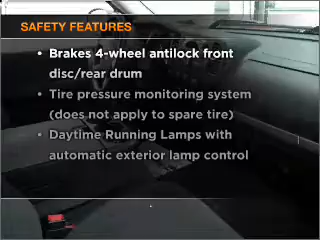 SAFETY FEATURES
• Brakes 4-wheel antilock front
disc/rear drum
• Tire pressure monitoring system
(does not apply to spare tire)
• Daytime Running Lamps with
automatic exterior lamp control